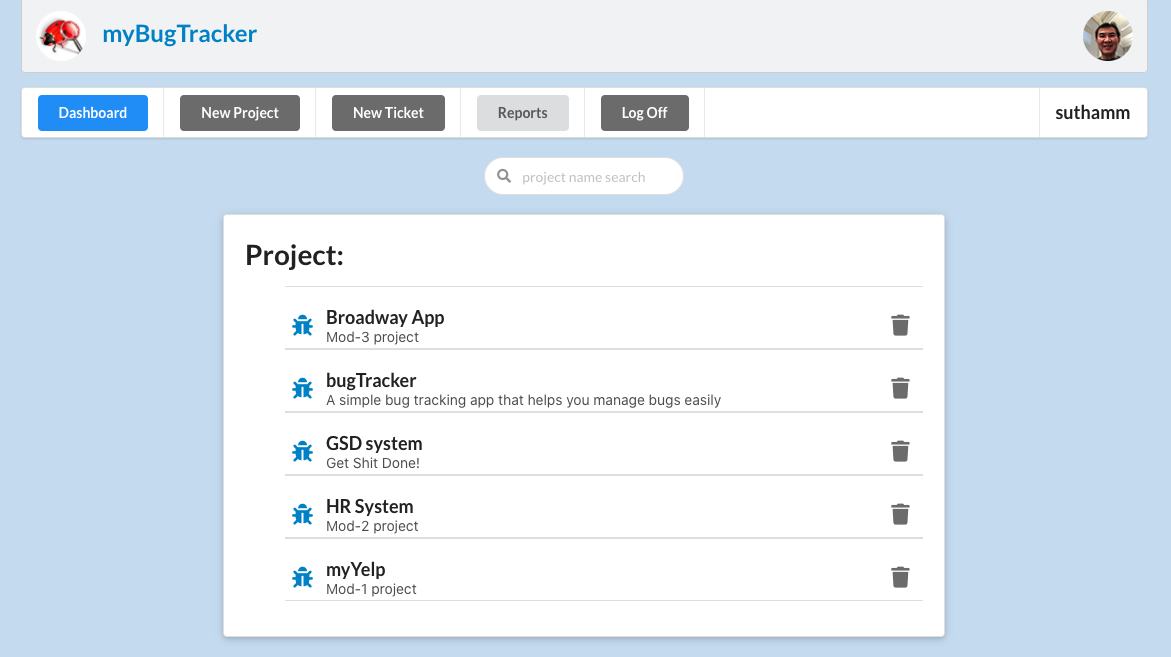 myBugTracker
Dashboard
New Project
New Ticket
Reports
Log Off
suthamm
project name search
Project:
Broadway App
Mod-3 project
bugTracker
A simple bug tracking app that helps you manage bugs easily
GSD system
Get Shit Done!
HR System
Mod-2 project
myYelp
Mod-1 project